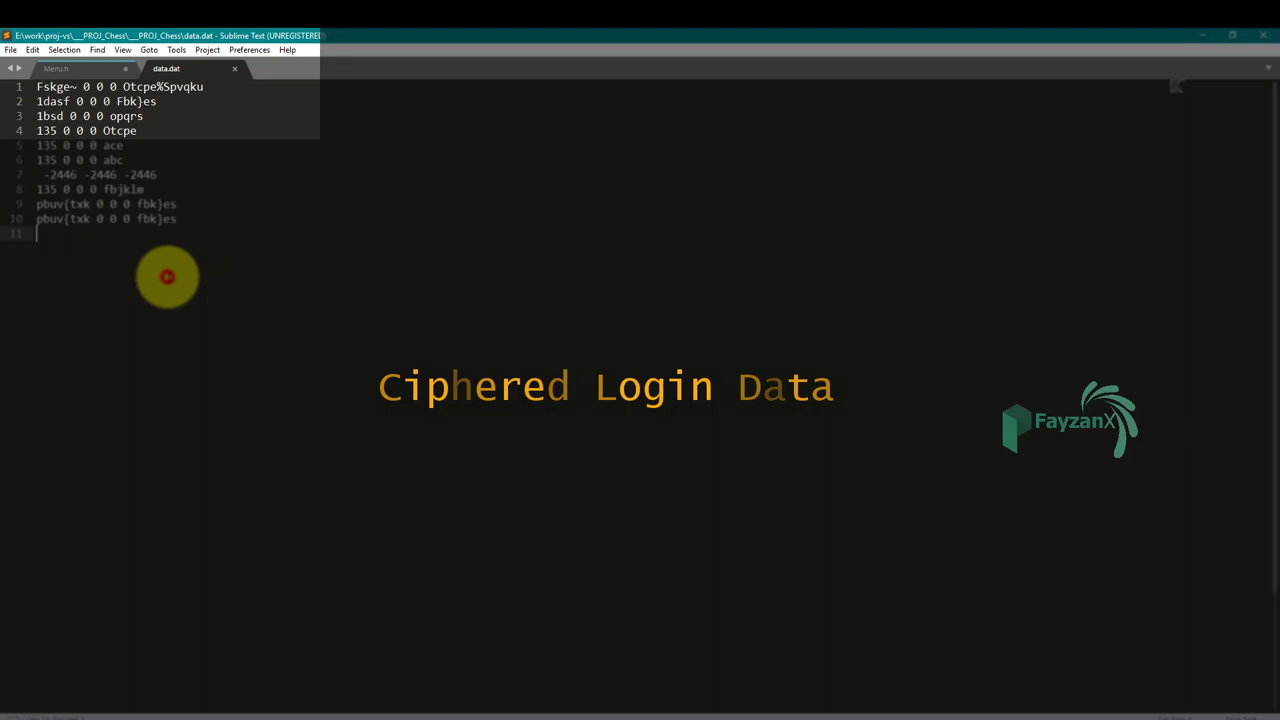 E:\work\proj-vs\___PROJ_Chess\___PROJ_Chess\data.dat - Sublime Text (UNREGISTERED)
File Edit Selection Find View Goto Tools Project Preferences Help
Menu.h data.dat
1 Fskge~ 0 0 0 Otcpe%Spvqku
2 1dasf 0 0 0 Fbk}es
3 1bsd 0 0 0 opqrs
4 135 0 0 0 Otcpe
5 135 0 0 0 ace
6 135 0 0 0 abc
7 -2446 -2446 -2446
8 135 0 0 0 fbjklm
9 pbuv{txk 0 0 0 fbk}es
10 pbuv{txk 0 0 0 fbk}es
11
Ciphered Login Data
FayzanX